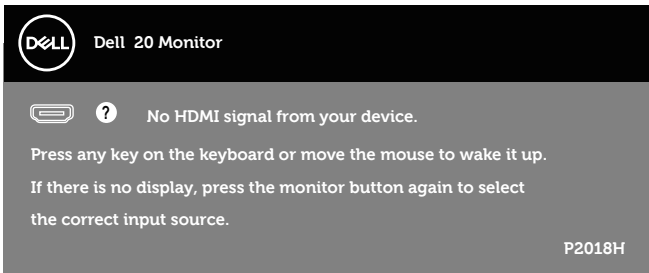 DELL
Dell 20 Monitor
? No HDMI signal from your device.
Press any key on the keyboard or move the mouse to wake it up.
If there is no display, press the monitor button again to select
the correct input source.
P2018H